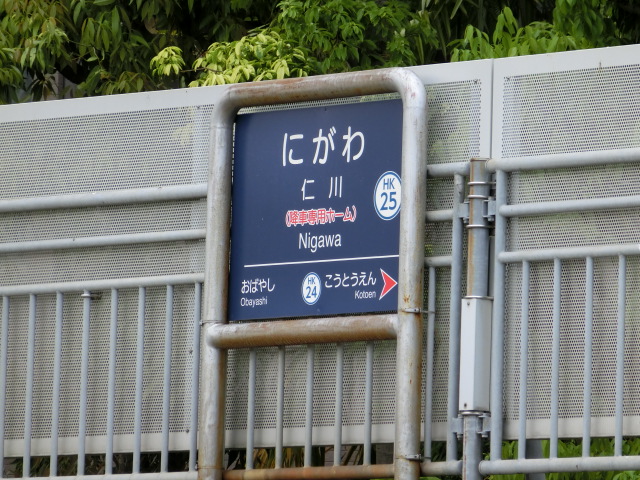 にがわ
仁川
HK
25
(降車専用ホーム)
Nigawa
おばやし
Obayashi
HK
24
こうとうえん
Kotoen